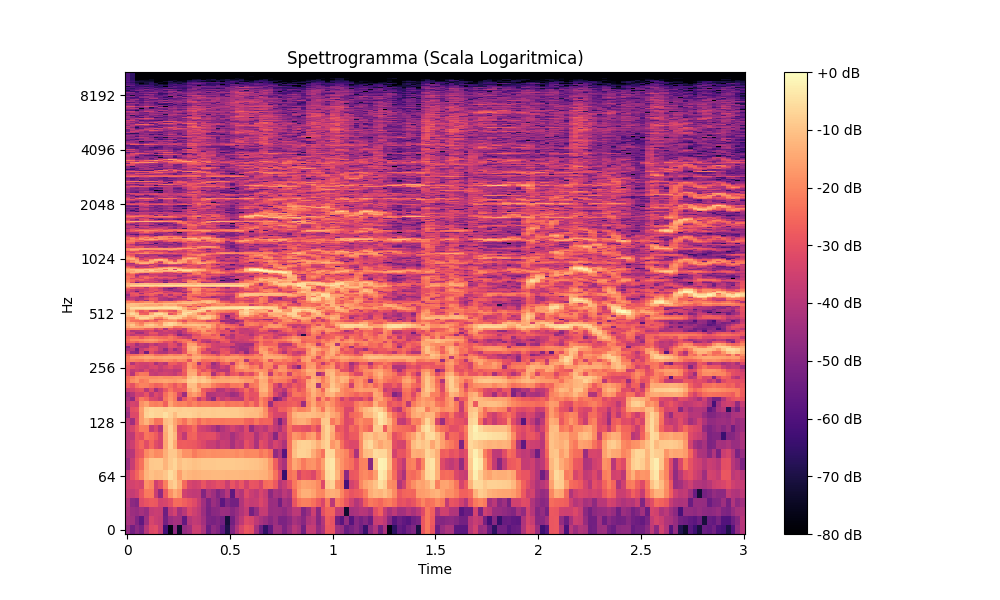 Spettrogramma (Scala Logaritmica)
8192
4096
2048
1024
512
256
128
64
0
Hz
0
0.5
1
1.5
2
2.5
3
Time
+0 dB
-10 dB
-20 dB
-30 dB
-40 dB
-50 dB
-60 dB
-70 dB
-80 dB